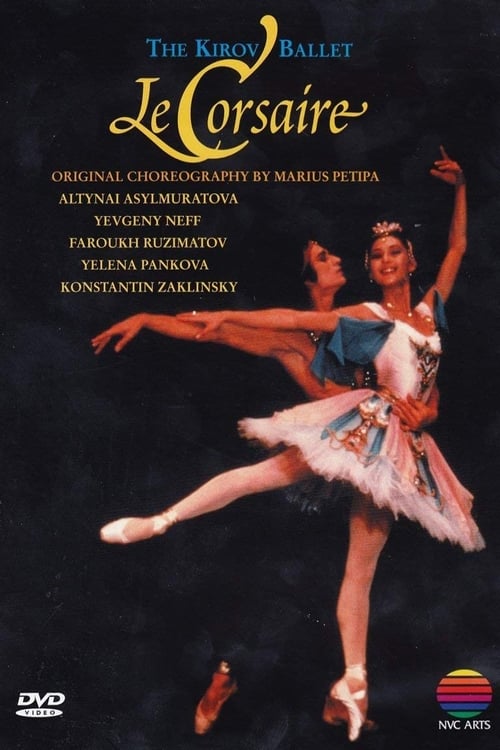 THE KIROV BALLET
Le Corsaire
ORIGINAL CHOREOGRAPHY BY MARIUS PETIPA
ALTYNAI ASYLMURATOVA
YEVGENY NEFF
FAROUKH RUZIMATOV
YELENA PANKOVA
KONSTANTIN ZAKLINSKY
DVD
VIDEO
NVC ARTS